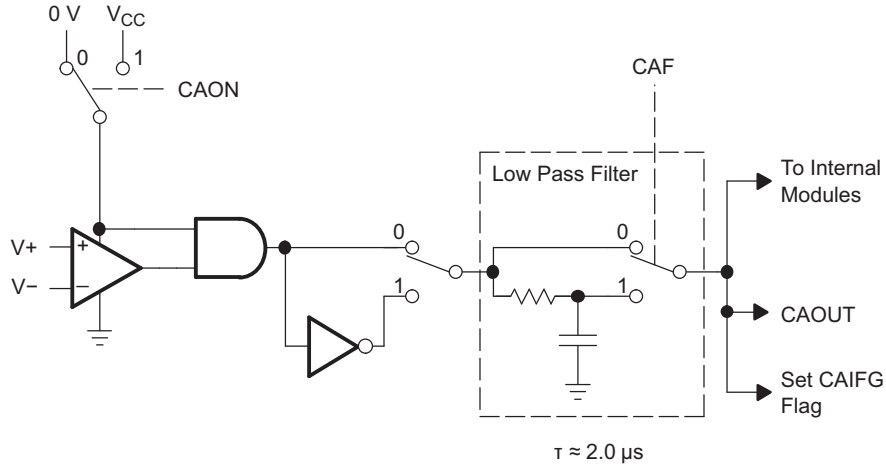 0 V
VCC
0
1
CAON
CAF
Low Pass Filter
To Internal
Modules
V+
+
V−
−
0
0
1
1
CAOUT
Set CAIFG
Flag
τ ≈ 2.0 μs